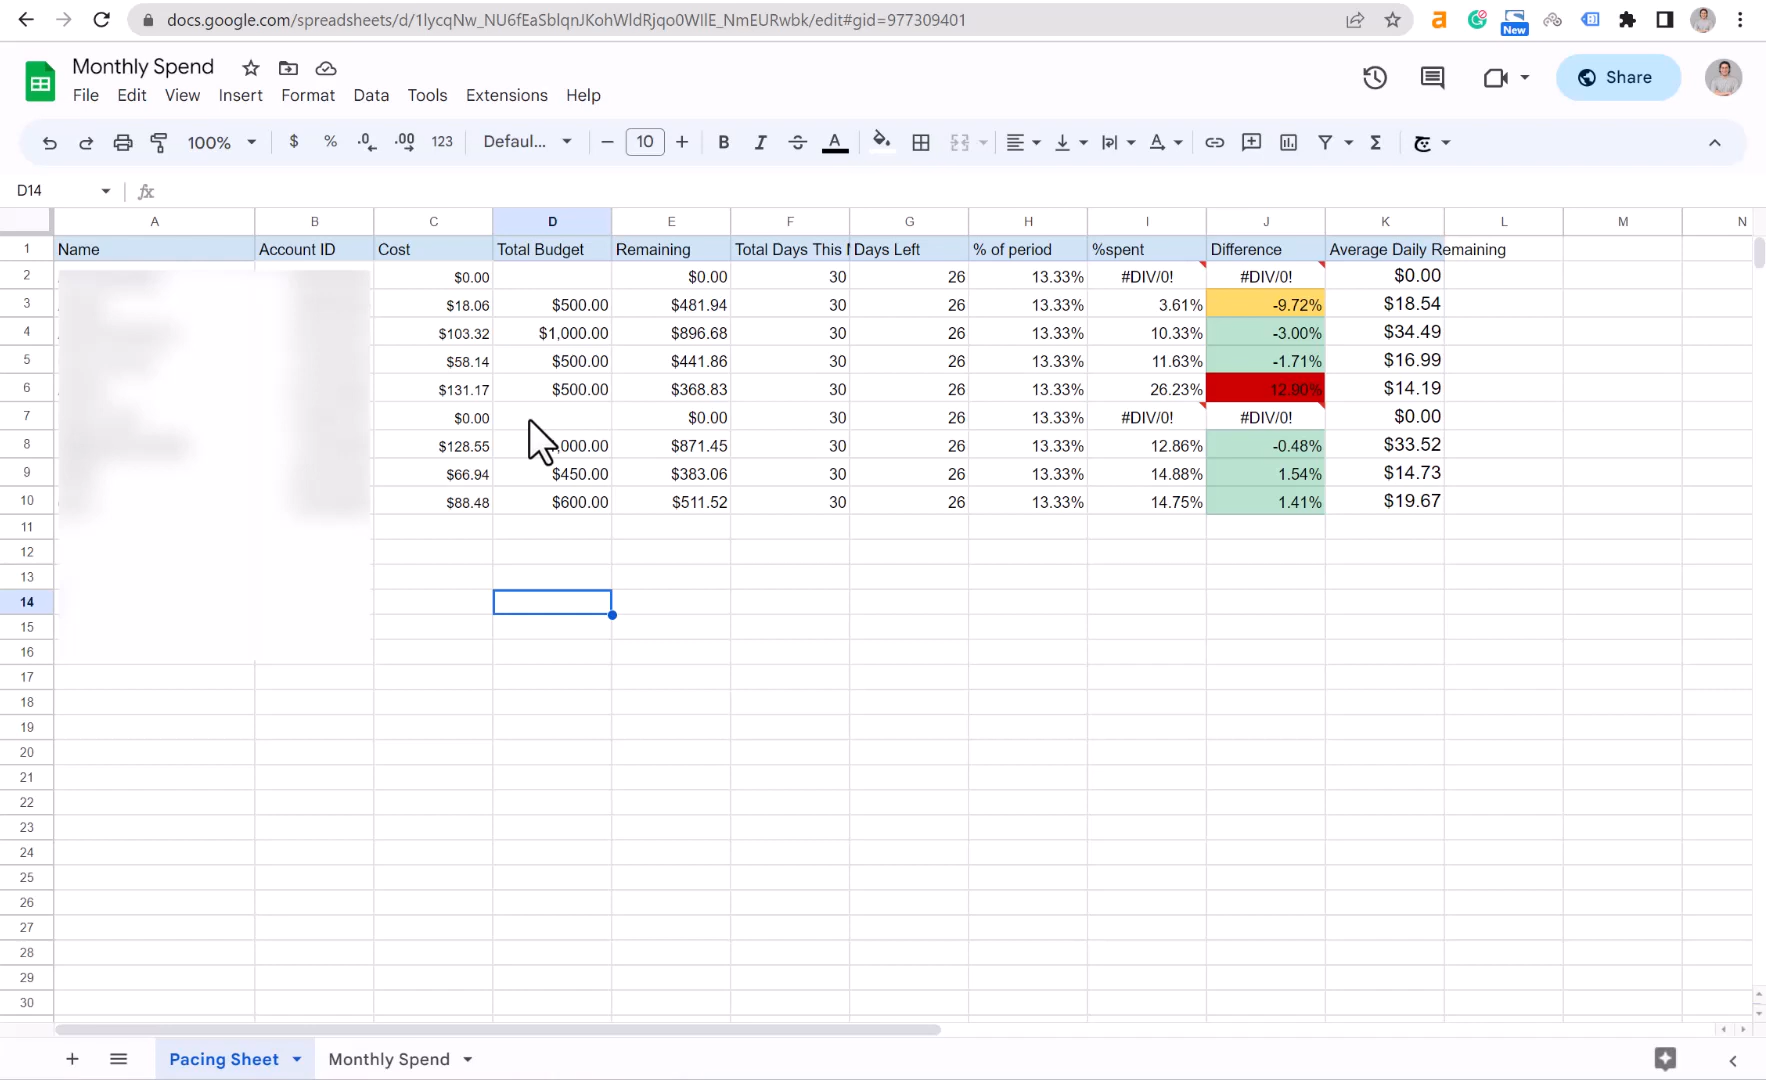 docs.google.com/spreadsheets/d/1lycqNw_NU6fEaSblqnJKohWldRjqo0WIlE_NmEURwbk/edit#gid=977309401
New
Monthly Spend
File Edit View Insert Format Data Tools Extensions Help
Share
100% $ % .0 .00 123 Defaul... 10 B I A
D14 fx
A B C D E F G H I J K L M N
1 Name Account ID Cost Total Budget Remaining Total Days This Days Left % of period %spent Difference Average Daily Remaining
2 $0.00 $0.00 30 26 13.33% #DIV/0! #DIV/0! $0.00
3 $18.06 $500.00 $481.94 30 26 13.33% 3.61% -9.72% $18.54
4 $103.32 $1,000.00 $896.68 30 26 13.33% 10.33% -3.00% $34.49
5 $58.14 $500.00 $441.86 30 26 13.33% 11.63% -1.71% $16.99
6 $131.17 $500.00 $368.83 30 26 13.33% 26.23% 12.90% $14.19
7 $0.00 $0.00 30 26 13.33% #DIV/0! #DIV/0! $0.00
8 $128.55 000.00 $871.45 30 26 13.33% 12.86% -0.48% $33.52
9 $66.94 $450.00 $383.06 30 26 13.33% 14.88% 1.54% $14.73
10 $88.48 $600.00 $511.52 30 26 13.33% 14.75% 1.41% $19.67
11
12
13
14
15
16
17
18
19
20
21
22
23
24
25
26
27
28
29
30
Pacing Sheet Monthly Spend